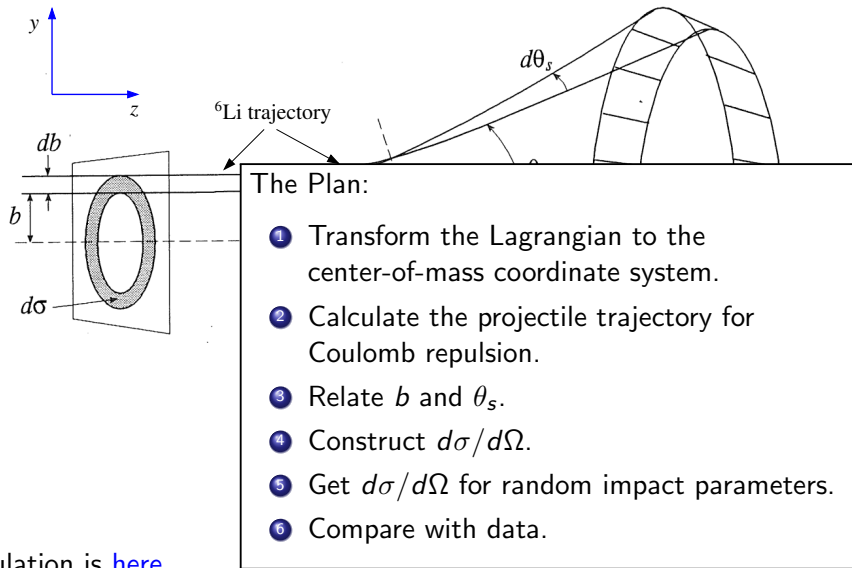 y
z
dθₛ
⁶Li trajectory
db
b
dσ
The Plan:
1 Transform the Lagrangian to the
center-of-mass coordinate system.
2 Calculate the projectile trajectory for
Coulomb repulsion.
3 Relate b and θₛ.
4 Construct dσ/dΩ.
5 Get dσ/dΩ for random impact parameters.
6 Compare with data.
ulation is here